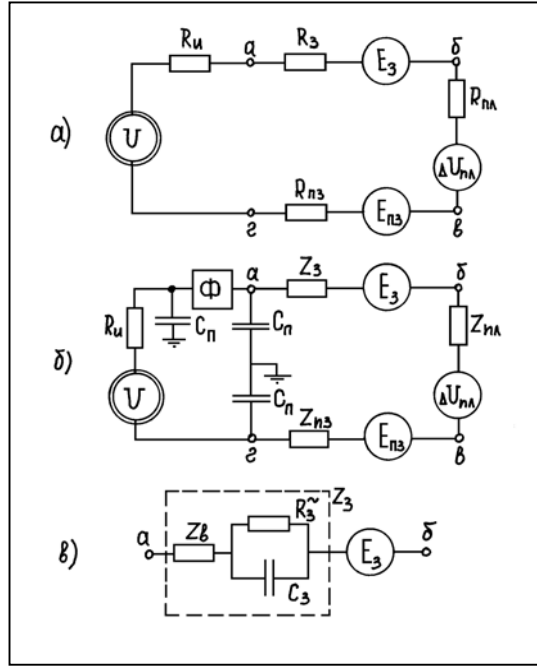 Rи
а
Rз
Eз
б
Rпл
а)
U
ΔUпл
г
Rпз
Eпз
в
Ф
а
Zз
Eз
б
Rи
Cп
Cп
Zпл
б)
U
Cп
ΔUпл
г
Zпз
Eпз
в
Zз
Rз~
в)
а
Zв
Eз
б
Cз